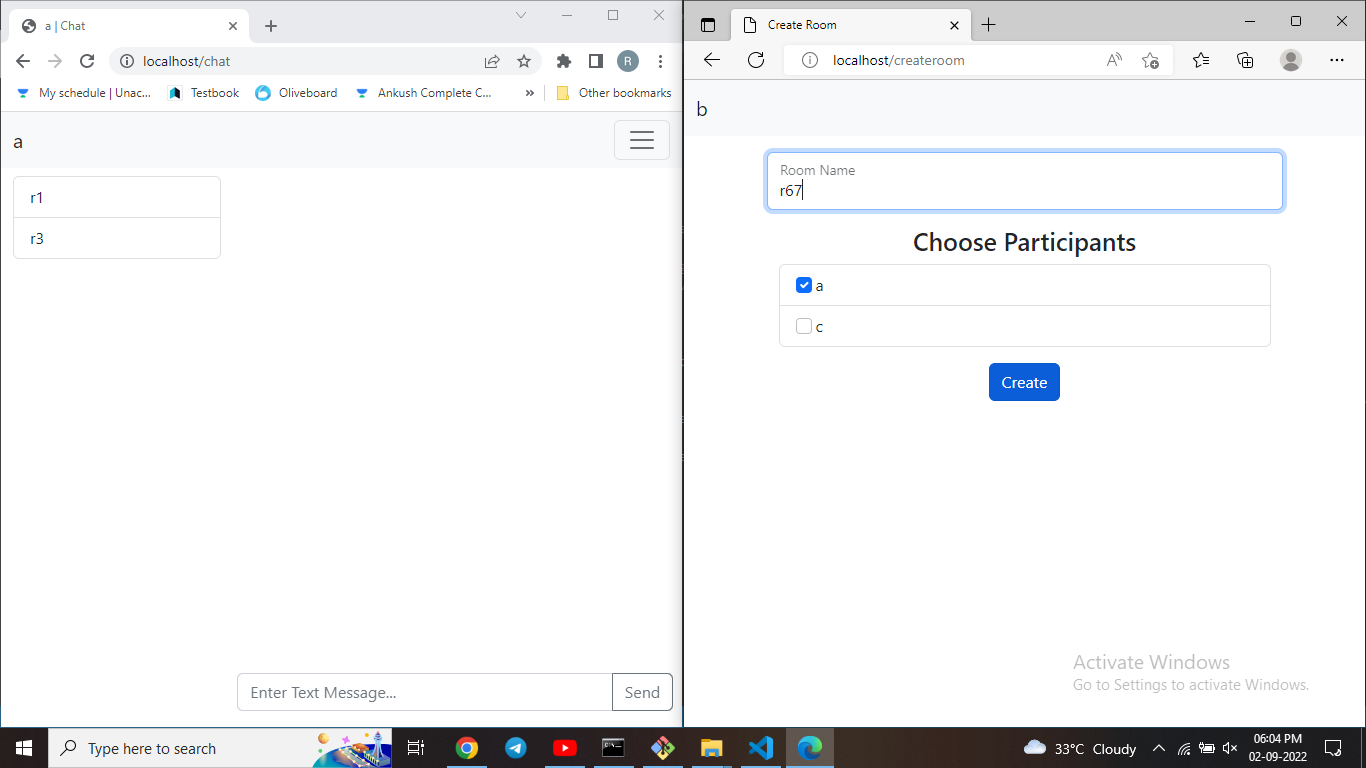 a | Chat
localhost/chat
R
My schedule | Unac...
Testbook
Oliveboard
Ankush Complete C...
»
Other bookmarks
a
r1
r3
Enter Text Message...
Send
Create Room
localhost/createroom
b
Room Name
r67
Choose Participants
a
c
Create
Activate Windows
Go to Settings to activate Windows.
Type here to search
33°C Cloudy
06:04 PM
02-09-2022